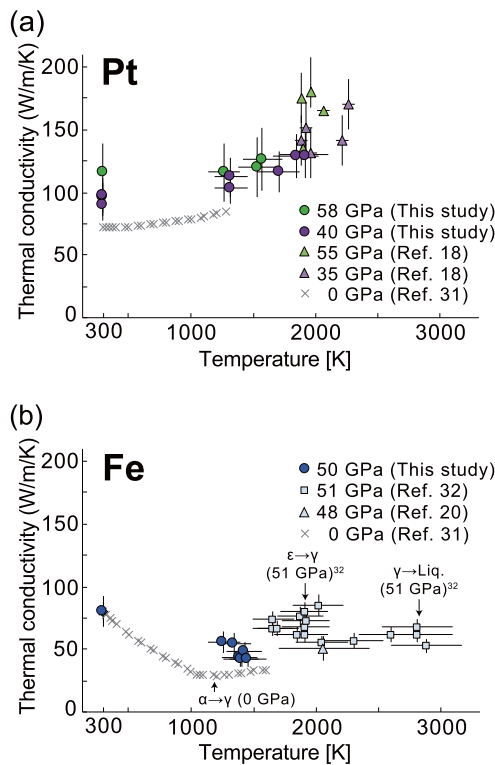 (a)
Pt
Thermal conductivity (W/m/K)
200
150
100
50
0
58 GPa (This study)
40 GPa (This study)
55 GPa (Ref. 18)
35 GPa (Ref. 18)
0 GPa (Ref. 31)
300 1000 2000 3000
Temperature [K]
(b)
Fe
Thermal conductivity (W/m/K)
200
150
100
50
0
50 GPa (This study)
51 GPa (Ref. 32)
48 GPa (Ref. 20)
0 GPa (Ref. 31)
ε→γ
(51 GPa)³²
γ→Liq.
(51 GPa)³²
α→γ (0 GPa)
300 1000 2000 3000
Temperature [K]